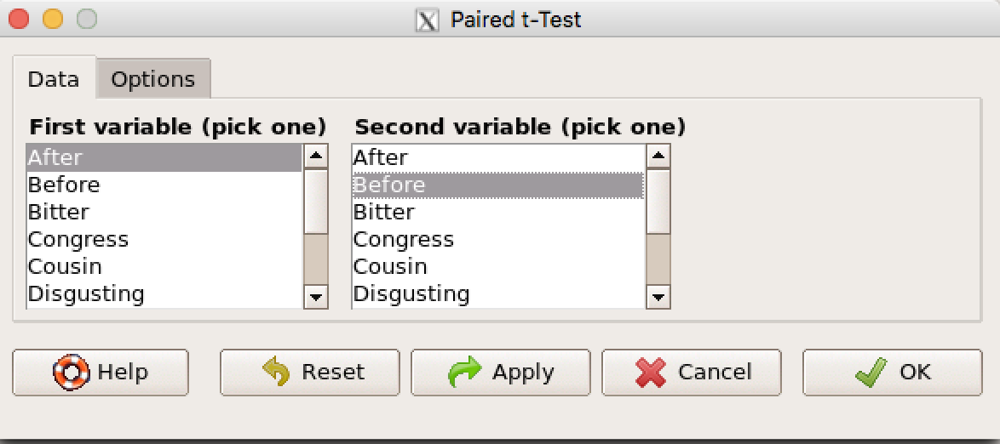 Paired t-Test
Data Options
First variable (pick one) Second variable (pick one)
After After
Before Before
Bitter Bitter
Congress Congress
Cousin Cousin
Disgusting Disgusting
Help Reset Apply Cancel OK